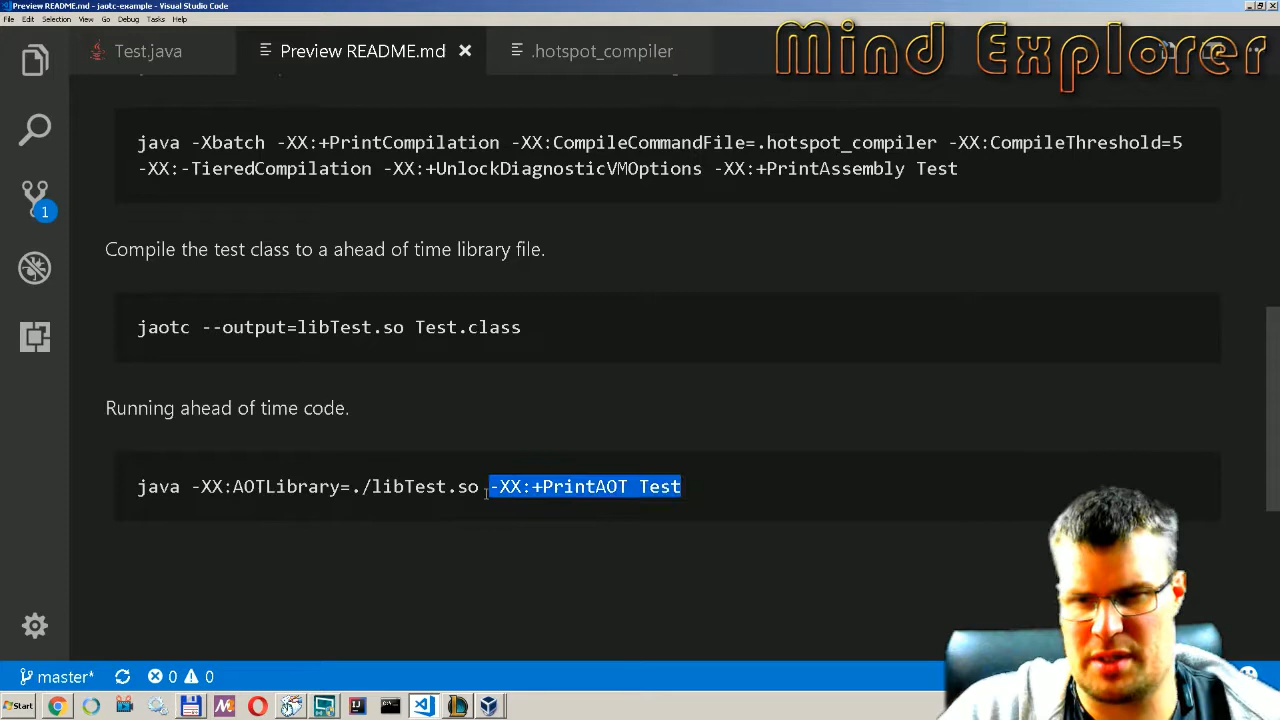 Preview README.md - jaotc-example - Visual Studio Code
File Edit Selection View Go Debug Tasks Help
Test.java Preview README.md .hotspot_compiler
Mind Explorer
java -Xbatch -XX:+PrintCompilation -XX:CompileCommandFile=.hotspot_compiler -XX:CompileThreshold=5
-XX:-TieredCompilation -XX:+UnlockDiagnosticVMOptions -XX:+PrintAssembly Test
1
Compile the test class to a ahead of time library file.
jaotc --output=libTest.so Test.class
Running ahead of time code.
java -XX:AOTLibrary=./libTest.so -XX:+PrintAOT Test
master* 0 0
Start